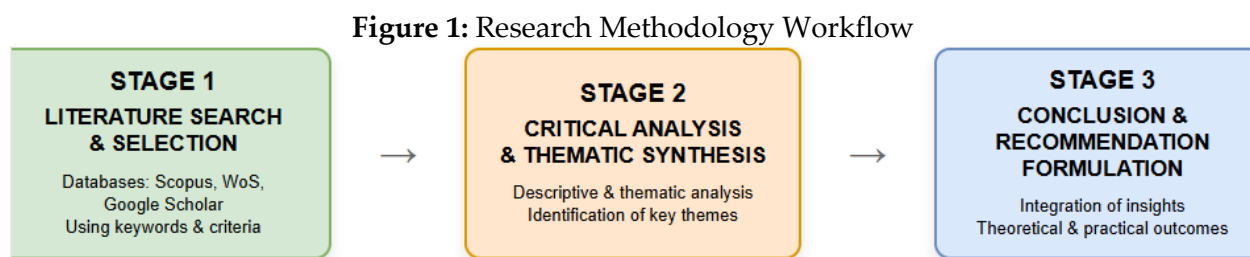 Figure 1: Research Methodology Workflow
STAGE 1
LITERATURE SEARCH
& SELECTION
Databases: Scopus, WoS,
Google Scholar
Using keywords & criteria
→
STAGE 2
CRITICAL ANALYSIS
& THEMATIC SYNTHESIS
Descriptive & thematic analysis
Identification of key themes
→
STAGE 3
CONCLUSION &
RECOMMENDATION
FORMULATION
Integration of insights
Theoretical & practical outcomes